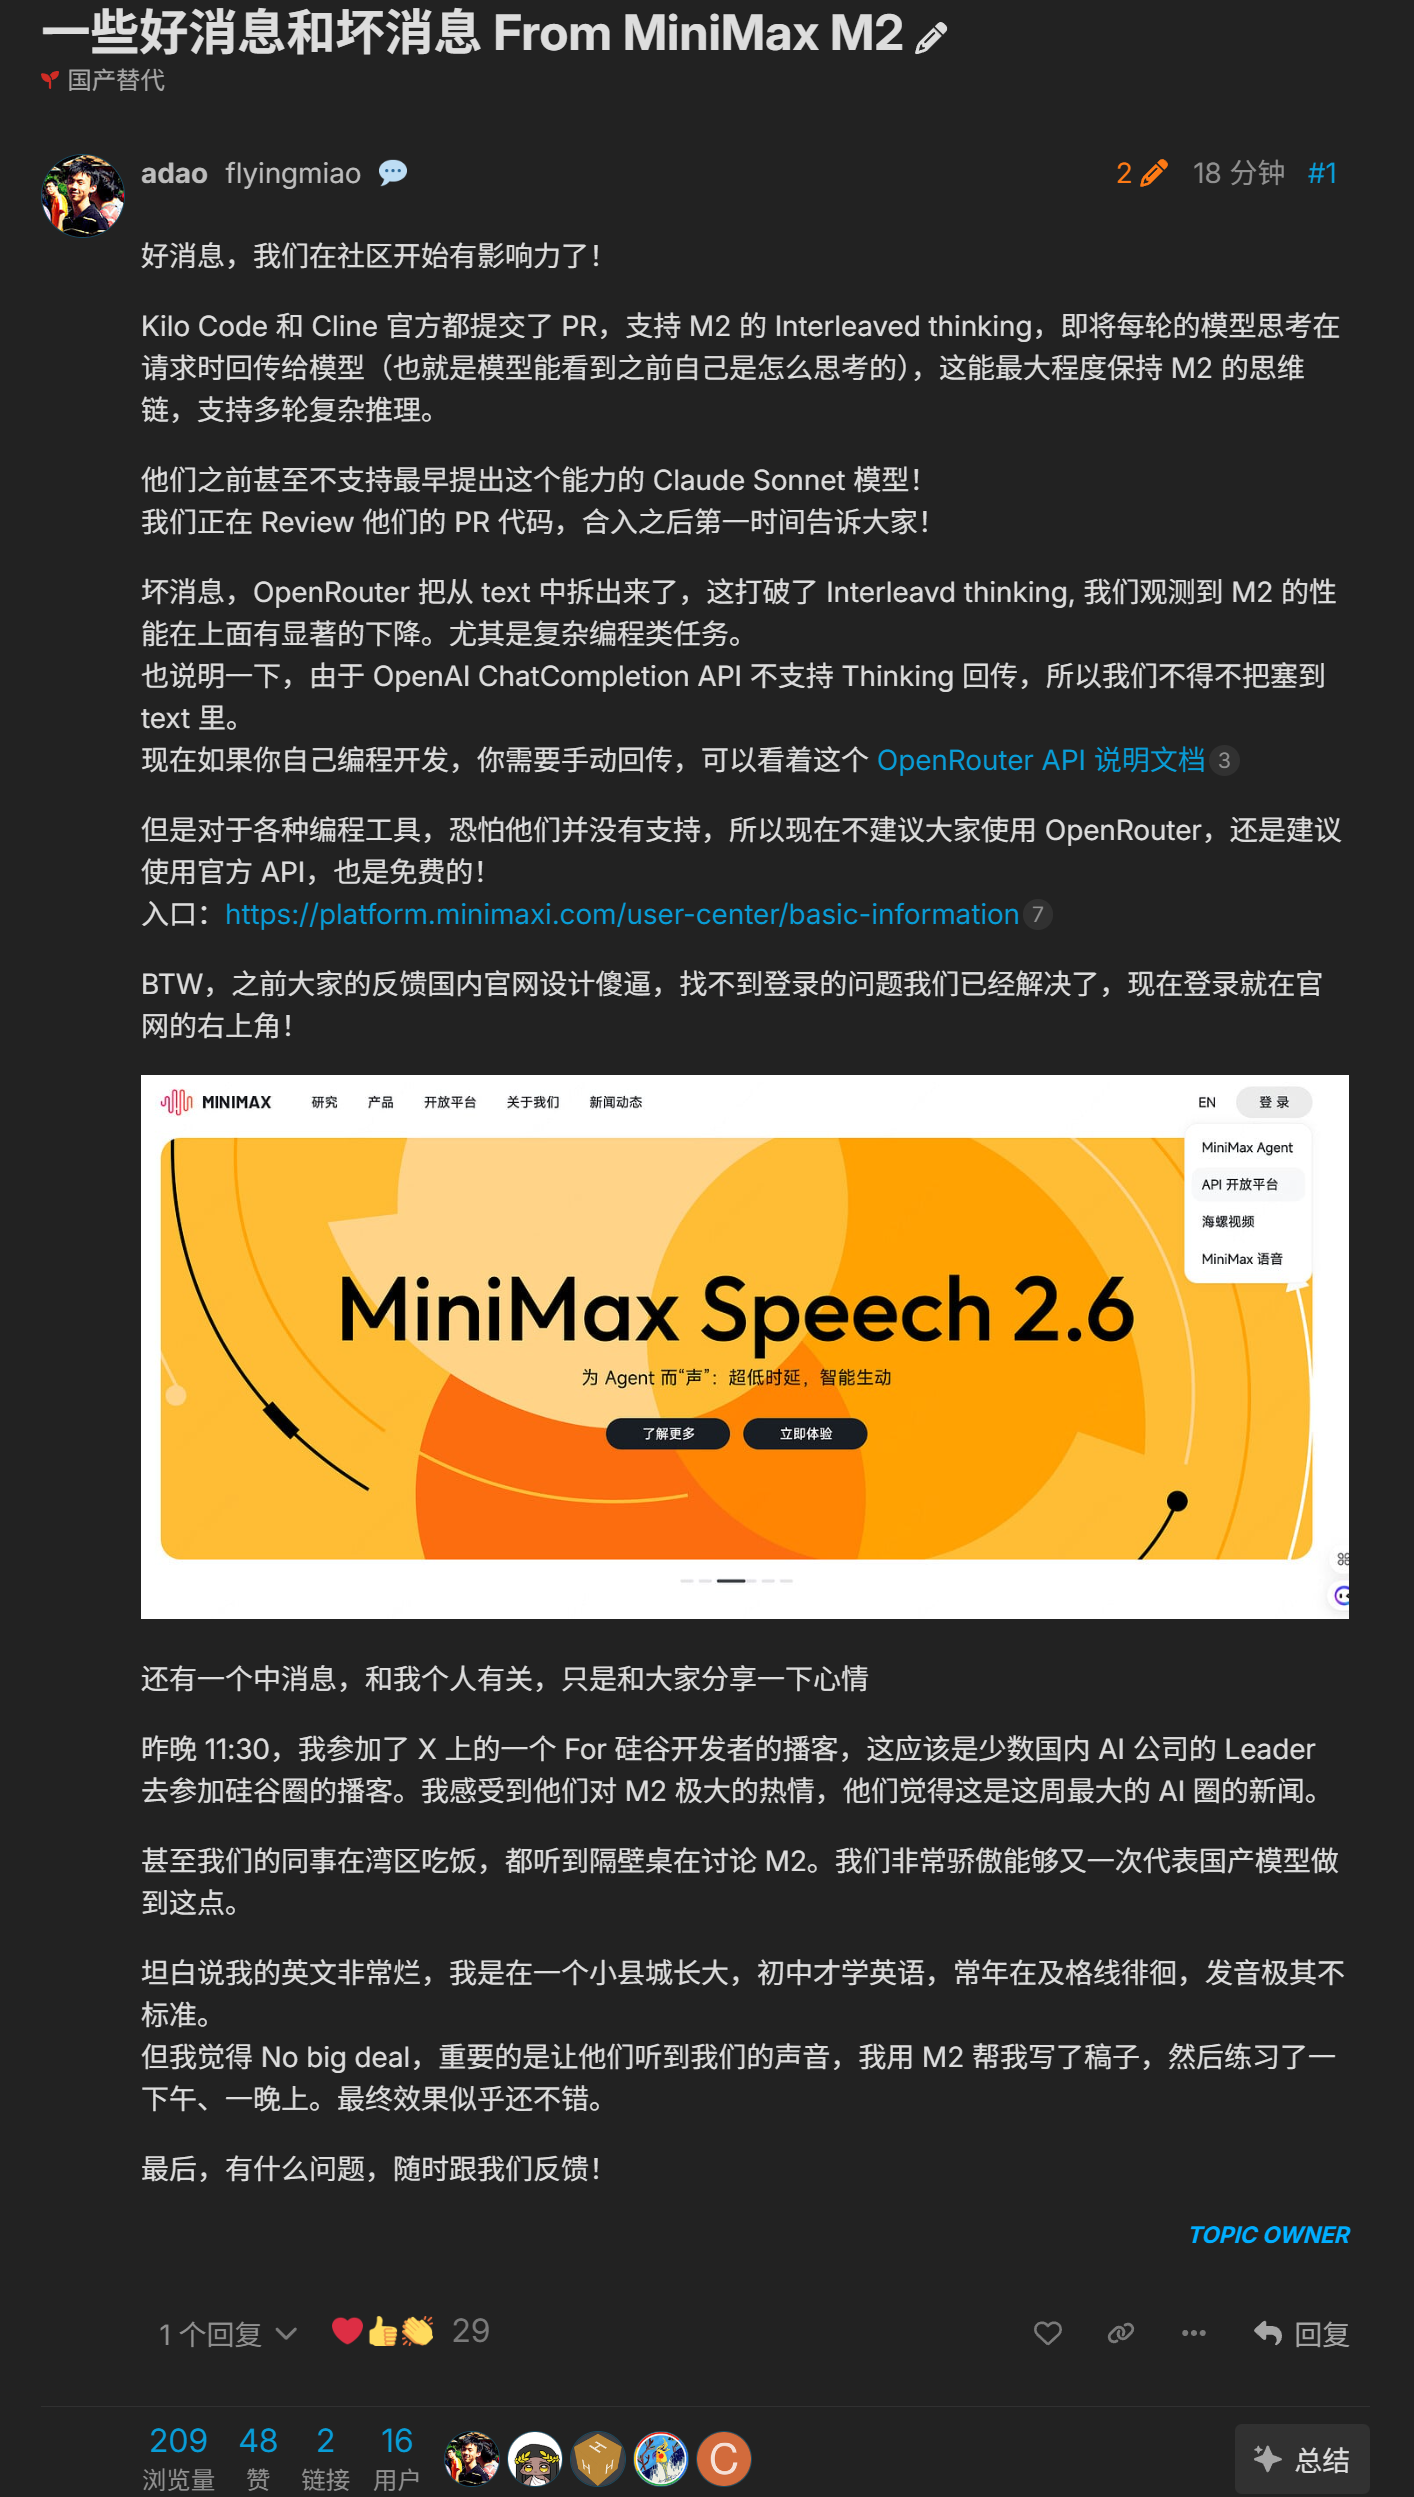 一些好消息和坏消息 From MiniMax M2
国产替代
adao flyingmiao
2 18 分钟 #1
好消息，我们在社区开始有影响力了！
Kilo Code 和 Cline 官方都提交了 PR，支持 M2 的 Interleaved thinking，即将每轮的模型思考在
请求时回传给模型（也就是模型能看到之前自己是怎么思考的），这能最大程度保持 M2 的思维
链，支持多轮复杂推理。
他们之前甚至不支持最早提出这个能力的 Claude Sonnet 模型！
我们正在 Review 他们的 PR 代码，合入之后第一时间告诉大家！
坏消息，OpenRouter 把从 text 中拆出来了，这打破了 Interleavd thinking, 我们观测到 M2 的性
能在上面有显著的下降。尤其是复杂编程类任务。
也说明一下，由于 OpenAI ChatCompletion API 不支持 Thinking 回传，所以我们不得不把塞到
text 里。
现在如果你自己编程开发，你需要手动回传，可以看着这个 OpenRouter API 说明文档 3
但是对于各种编程工具，恐怕他们并没有支持，所以现在不建议大家使用 OpenRouter，还是建议
使用官方 API，也是免费的！
入口：https://platform.minimaxi.com/user-center/basic-information 7
BTW，之前大家的反馈国内官网设计傻逼，找不到登录的问题我们已经解决了，现在登录就在官
网的右上角！
MINIMAX 研究 产品 开放平台 关于我们 新闻动态 EN 登 录
MiniMax Agent
API 开放平台
海螺视频
MiniMax 语音
MiniMax Speech 2.6
为 Agent 而“声”：超低时延，智能生动
了解更多 立即体验
还有一个中消息，和我个人有关，只是和大家分享一下心情
昨晚 11:30，我参加了 X 上的一个 For 硅谷开发者的播客，这应该是少数国内 AI 公司的 Leader
去参加硅谷圈的播客。我感受到他们对 M2 极大的热情，他们觉得这是这周最大的 AI 圈的新闻。
甚至我们的同事在湾区吃饭，都听到隔壁桌在讨论 M2。我们非常骄傲能够又一次代表国产模型做
到这点。
坦白说我的英文非常烂，我是在一个小县城长大，初中才学英语，常年在及格线徘徊，发音极其不
标准。
但我觉得 No big deal，重要的是让他们听到我们的声音，我用 M2 帮我写了稿子，然后练习了一
下午、一晚上。最终效果似乎还不错。
最后，有什么问题，随时跟我们反馈！
TOPIC OWNER
1 个回复 29 回复
209 48 2 16
浏览量 赞 链接 用户
C
总结